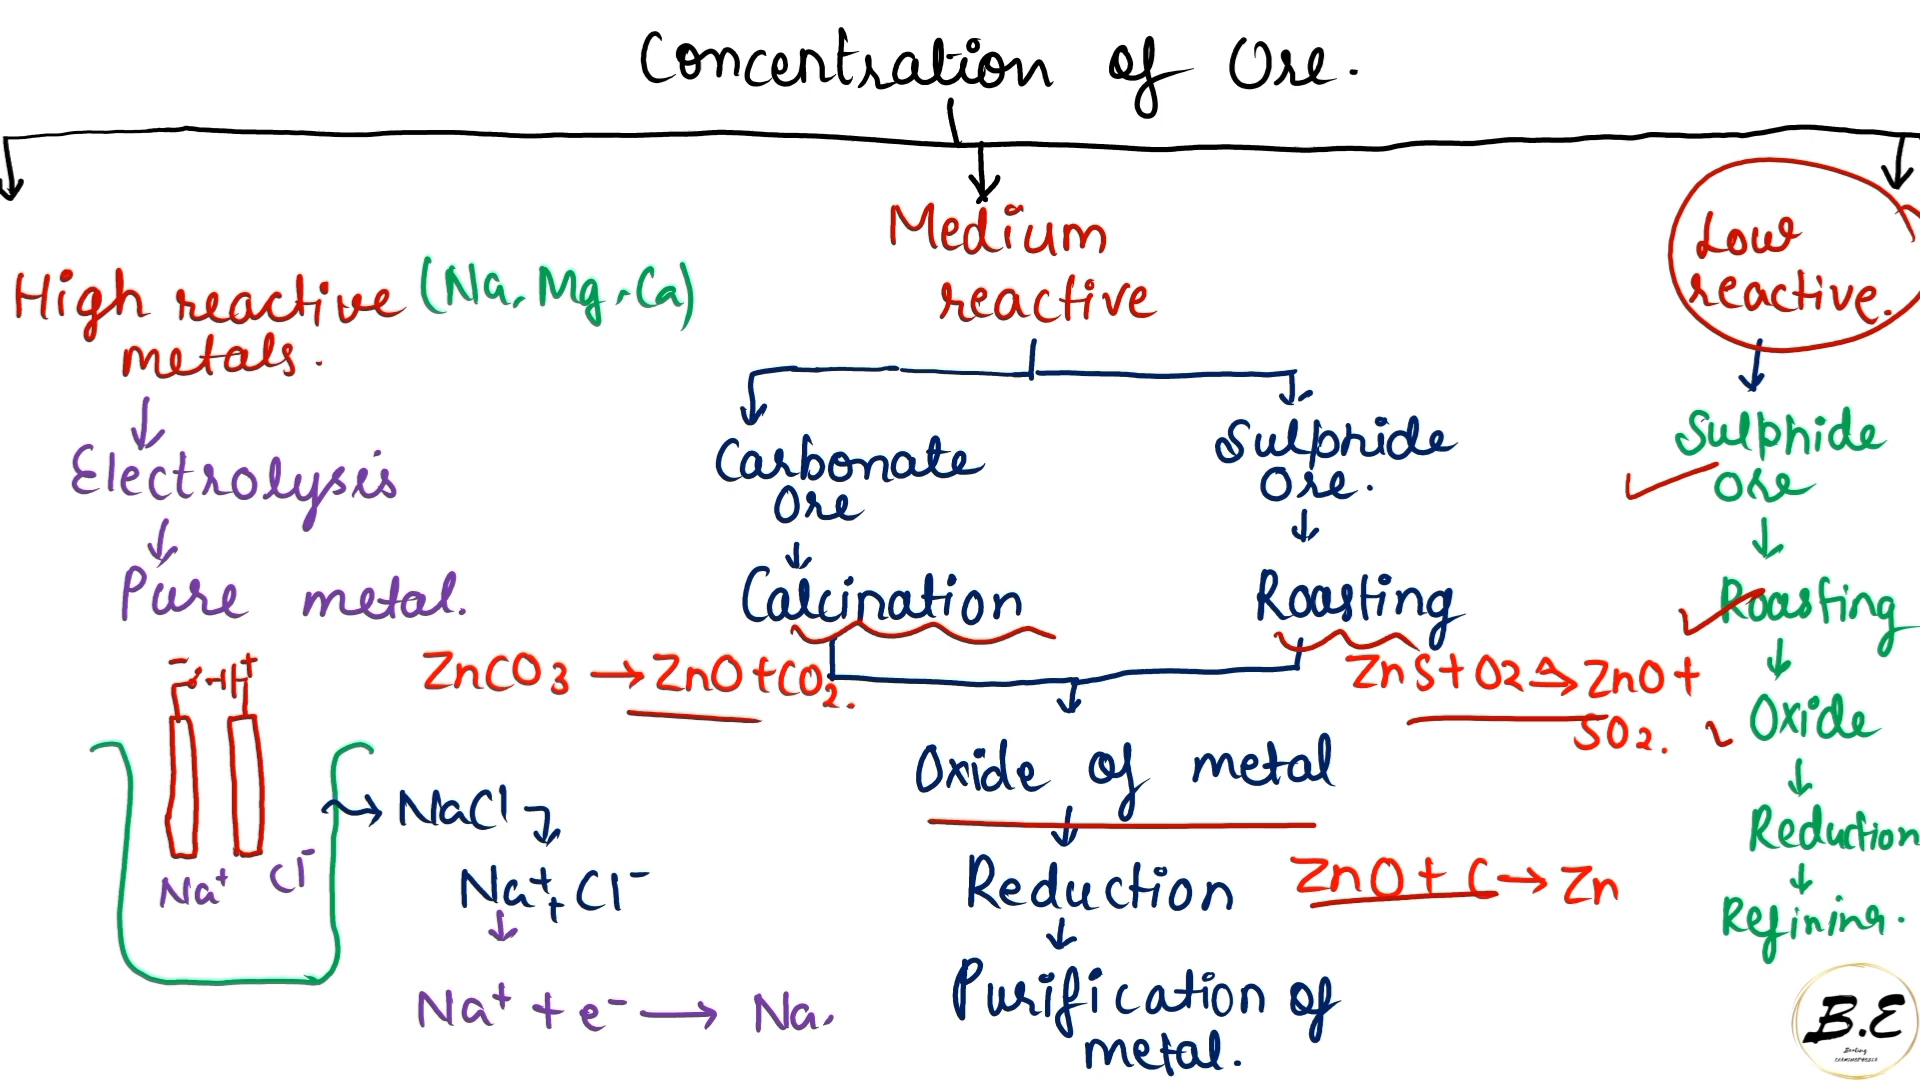 Concentration of Ore.
High reactive (Na, Mg, Ca)
metals.
Electrolysis
Pure metal.
- +
Na+ Cl-
NaCl
Na+ + Cl-
Na+ + e- → Na.
Medium
reactive
Carbonate
Ore
Calcination
ZnCO3 → ZnO + CO2.
Sulphide
Ore.
Roasting
ZnS + O2 → ZnO +
SO2.
Oxide of metal
Reduction
ZnO + C → Zn
Purification of
metal.
Low
reactive.
Sulphide
Ore
Roasting
Oxide
Reduction
Refining.
B.E